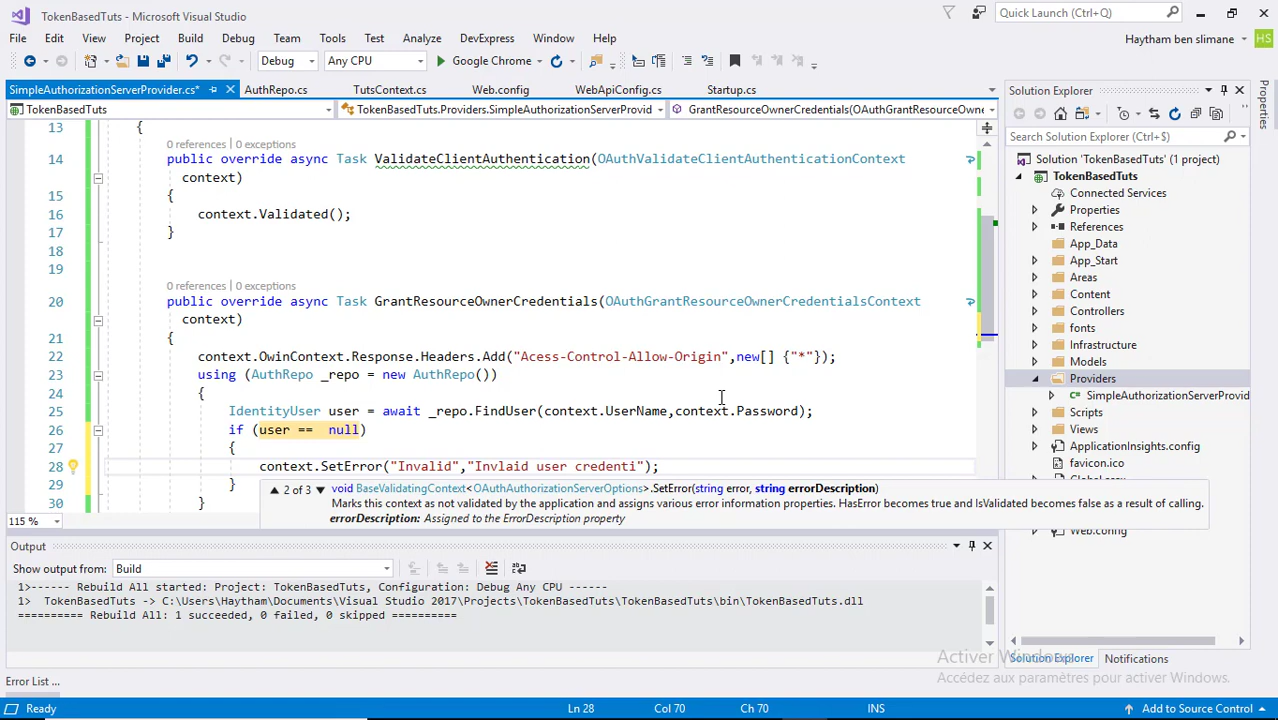 TokenBasedTuts - Microsoft Visual Studio
Quick Launch (Ctrl+Q)
File Edit View Project Build Debug Team Tools Test Analyze DevExpress Window Help
Haytham ben slimane
HS
Debug Any CPU Google Chrome
SimpleAuthorizationServerProvider.cs* AuthRepo.cs TutsContext.cs Web.config WebApiConfig.cs Startup.cs
TokenBasedTuts TokenBasedTuts.Providers.SimpleAuthorizationServerProvid GrantResourceOwnerCredentials(OAuthGrantResourceOwne
13 {
0 references | 0 exceptions
14 public override async Task ValidateClientAuthentication(OAuthValidateClientAuthenticationContext
context)
15 {
16 context.Validated();
17 }
18
19
0 references | 0 exceptions
20 public override async Task GrantResourceOwnerCredentials(OAuthGrantResourceOwnerCredentialsContext
context)
21 {
22 context.OwinContext.Response.Headers.Add("Acess-Control-Allow-Origin",new[] {"*"});
23 using (AuthRepo _repo = new AuthRepo())
24 {
25 IdentityUser user = await _repo.FindUser(context.UserName,context.Password);
26 if (user ==  null)
27 {
28 context.SetError("Invalid","Invlaid user credenti");
29 }
30 }
2 of 3 void BaseValidatingContext<OAuthAuthorizationServerOptions>.SetError(string error, string errorDescription)
Marks this context as not validated by the application and assigns various error information properties. HasError becomes true and IsValidated becomes false as a result of calling.
errorDescription: Assigned to the ErrorDescription property
115 %
Output
Show output from: Build
1>------ Rebuild All started: Project: TokenBasedTuts, Configuration: Debug Any CPU ------
1>  TokenBasedTuts -> C:\Users\Haytham\Documents\Visual Studio 2017\Projects\TokenBasedTuts\TokenBasedTuts\bin\TokenBasedTuts.dll
========== Rebuild All: 1 succeeded, 0 failed, 0 skipped ==========
Error List ...
Solution Explorer
Search Solution Explorer (Ctrl+$)
Solution 'TokenBasedTuts' (1 project)
TokenBasedTuts
Connected Services
Properties
References
App_Data
App_Start
Areas
Content
Controllers
fonts
Infrastructure
Models
Providers
SimpleAuthorizationServerProvid
Scripts
Views
ApplicationInsights.config
favicon.ico
Web.config
Solution Explorer Notifications
Properties
Activer Windows
Accédez aux paramètres pour activer Windows.
Ready Ln 28 Col 70 Ch 70 INS Add to Source Control